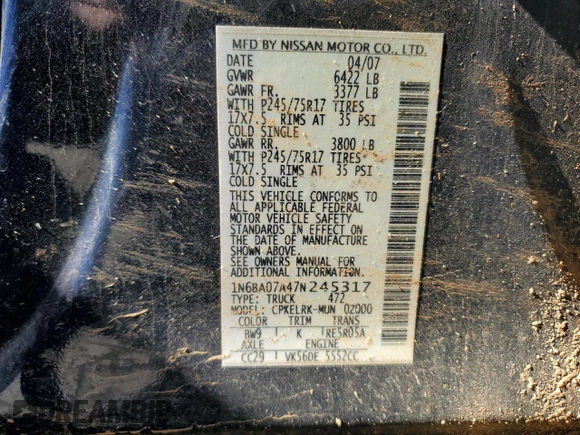 MFD BY NISSAN MOTOR CO., LTD.
DATE 04/07
GVWR 6422 LB
GAWR FR. 3377 LB
WITH P245/75R17 TIRES
17X7.5 RIMS AT 35 PSI
COLD SINGLE
GAWR RR. 3800 LB
WITH P245/75R17 TIRES
17X7.5 RIMS AT 35 PSI
COLD SINGLE
THIS VEHICLE CONFORMS TO
ALL APPLICABLE FEDERAL
MOTOR VEHICLE SAFETY
STANDARDS IN EFFECT ON
THE DATE OF MANUFACTURE
SHOWN ABOVE.
SEE OWNERS MANUAL FOR
ADDITIONAL INFORMATION.
1N6BA07A47N245317
TYPE: TRUCK 472
MODEL: CPKELRK-MUN 02000
COLOR TRIM TRANS
BW9 K RE5R05A
AXLE ENGINE
CC29 VK56DE 5552CC
DREAMBID